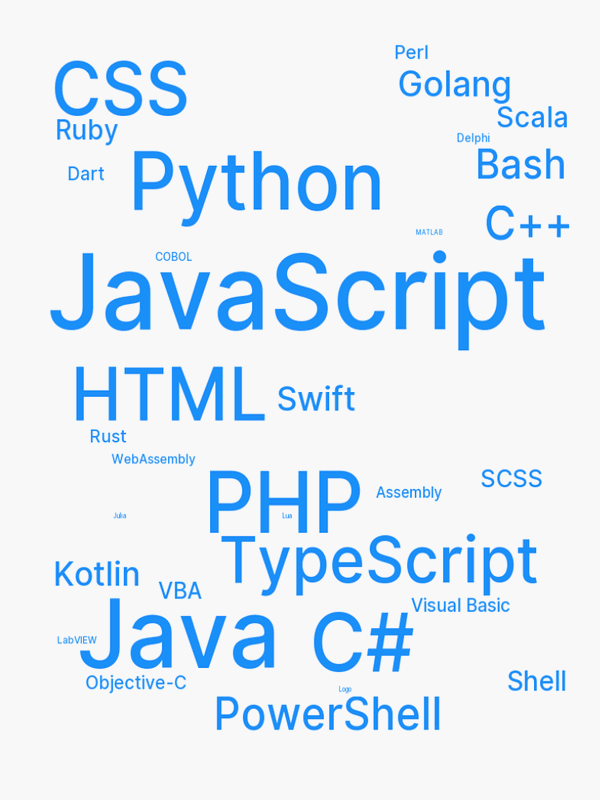 Perl
CSS
Golang
Scala
Ruby
Delphi
Bash
Dart
Python
C++
MATLAB
COBOL
JavaScript
HTML
Swift
Rust
WebAssembly
SCSS
Assembly
PHP
Julia
Lua
TypeScript
Kotlin
VBA
Visual Basic
Java
C#
LabVIEW
Objective-C
Shell
Logo
PowerShell